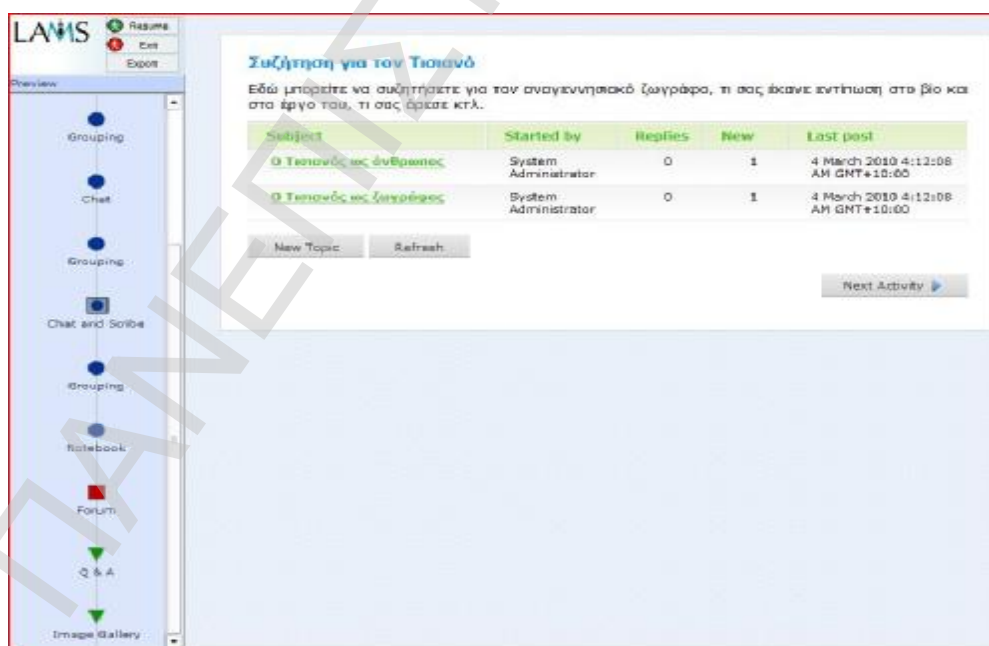 LAMS
Resume
Exit
Export
Preview
Grouping
Chat
Grouping
Chat and Scribe
Grouping
Notebook
Forum
Q & A
Image Gallery
Συζήτηση για τον Τισιανό
Εδώ μπορείτε να συζητήσετε για τον αναγεννησιακό ζωγράφο, τι σας έκανε εντύπωση στο βίο και
στο έργο του, τι σας άρεσε κτλ.
Subject Started by Replies New Last post
Ο Τισιανός ως άνθρωπος System Administrator 0 1 4 March 2010 4:12:08 AM GMT+10:00
Ο Τισιανός ως ζωγράφος System Administrator 0 1 4 March 2010 4:12:08 AM GMT+10:00
New Topic Refresh
Next Activity